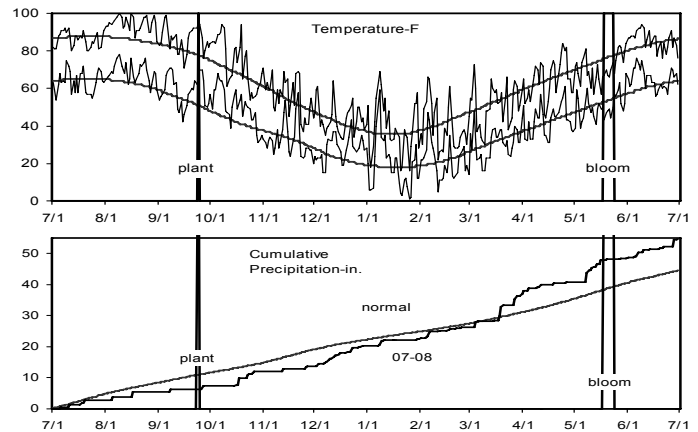 Temperature-F
100
80
60
40
20
0
plant
bloom
7/1 8/1 9/1 10/1 11/1 12/1 1/1 2/1 3/1 4/1 5/1 6/1 7/1
Cumulative
Precipitation-in.
50
40
30
20
10
0
normal
plant
07-08
bloom
7/1 8/1 9/1 10/1 11/1 12/1 1/1 2/1 3/1 4/1 5/1 6/1 7/1